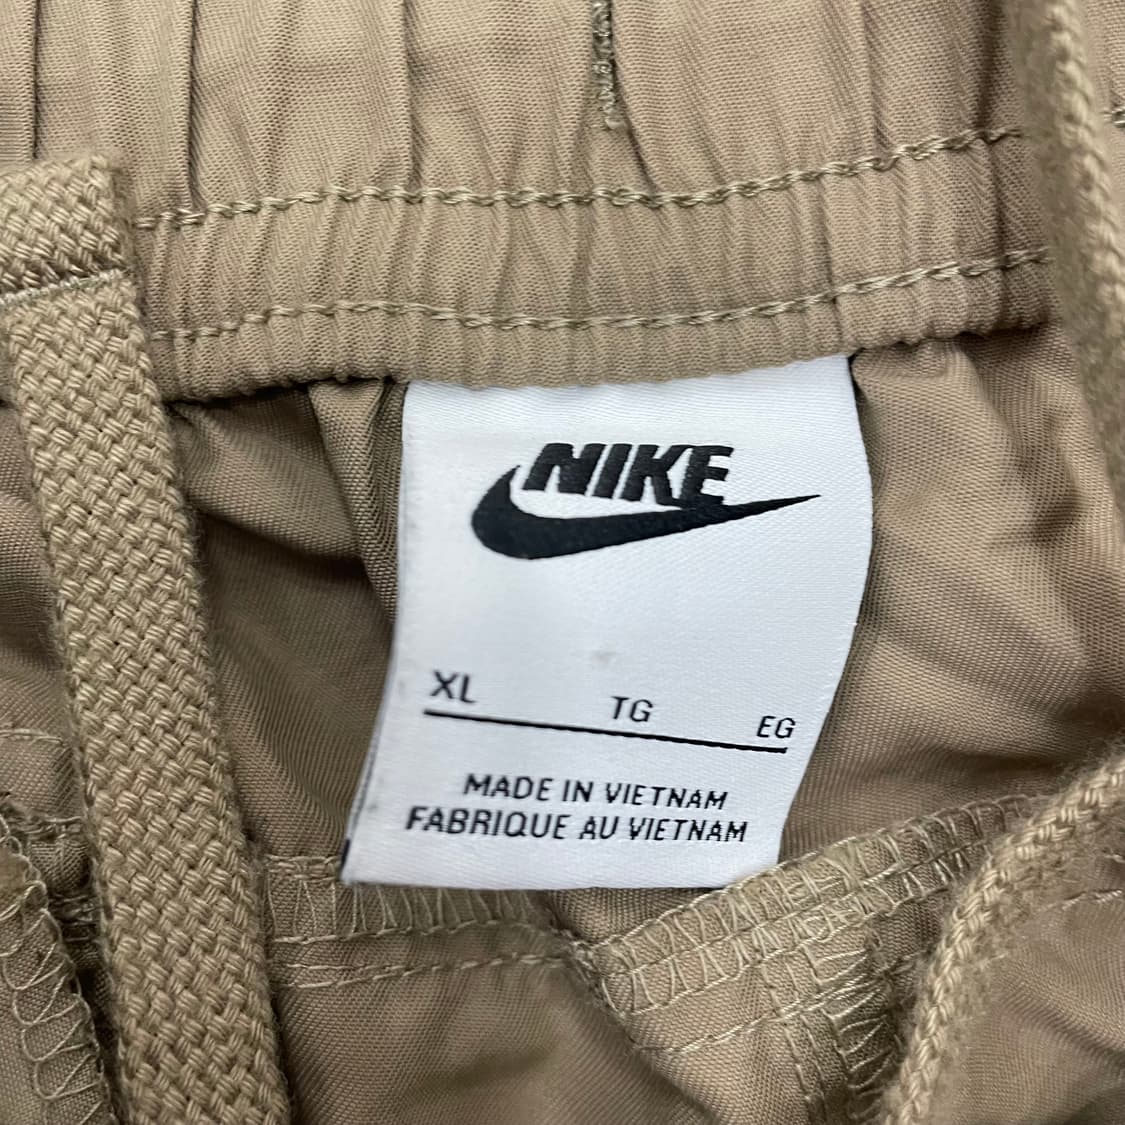 NIKE
XL TG EG
MADE IN VIETNAM
FABRIQUE AU VIETNAM